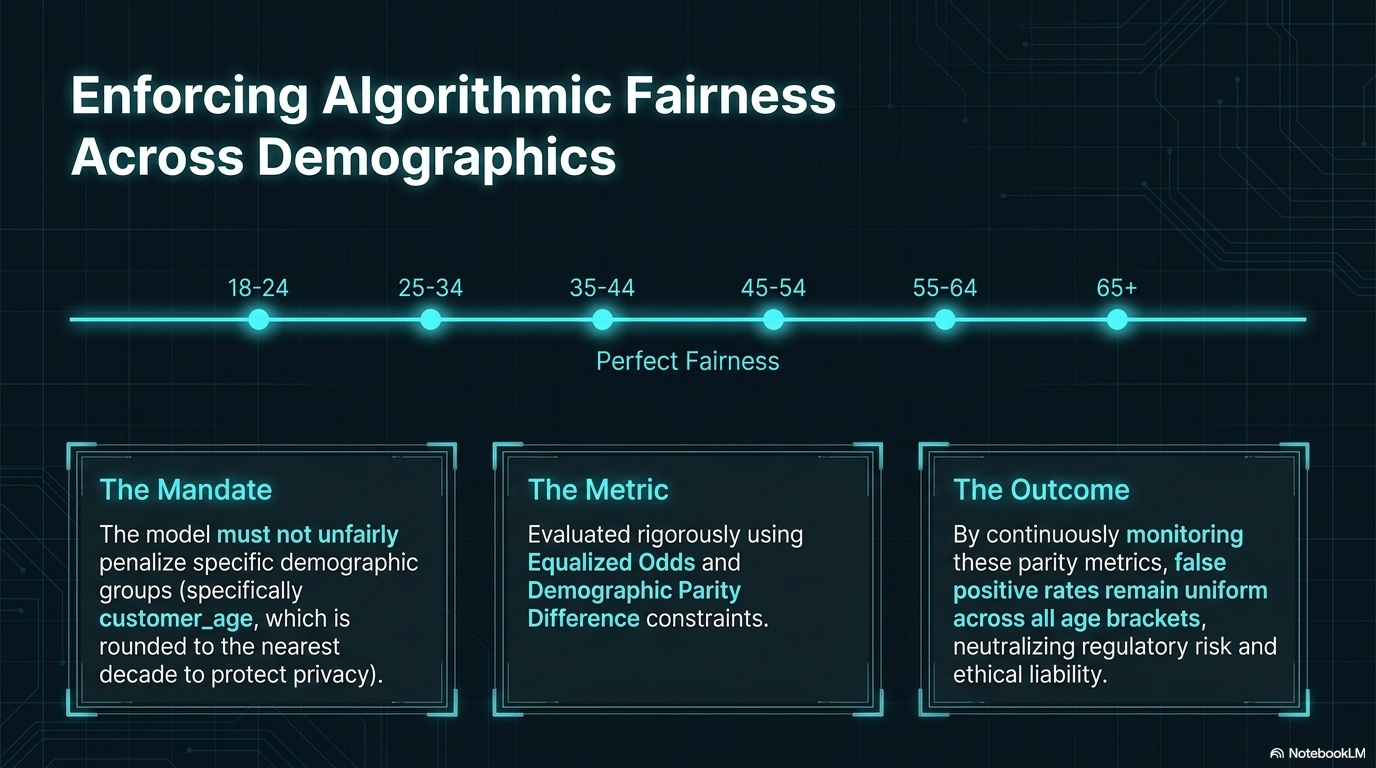 Enforcing Algorithmic Fairness
Across Demographics
18-24
25-34
35-44
45-54
55-64
65+
Perfect Fairness
The Mandate
The model must not unfairly
penalize specific demographic
groups (specifically
customer_age, which is
rounded to the nearest
decade to protect privacy).
The Metric
Evaluated rigorously using
Equalized Odds and
Demographic Parity
Difference constraints.
The Outcome
By continuously monitoring
these parity metrics, false
positive rates remain uniform
across all age brackets,
neutralizing regulatory risk and
ethical liability.
NotebookLM